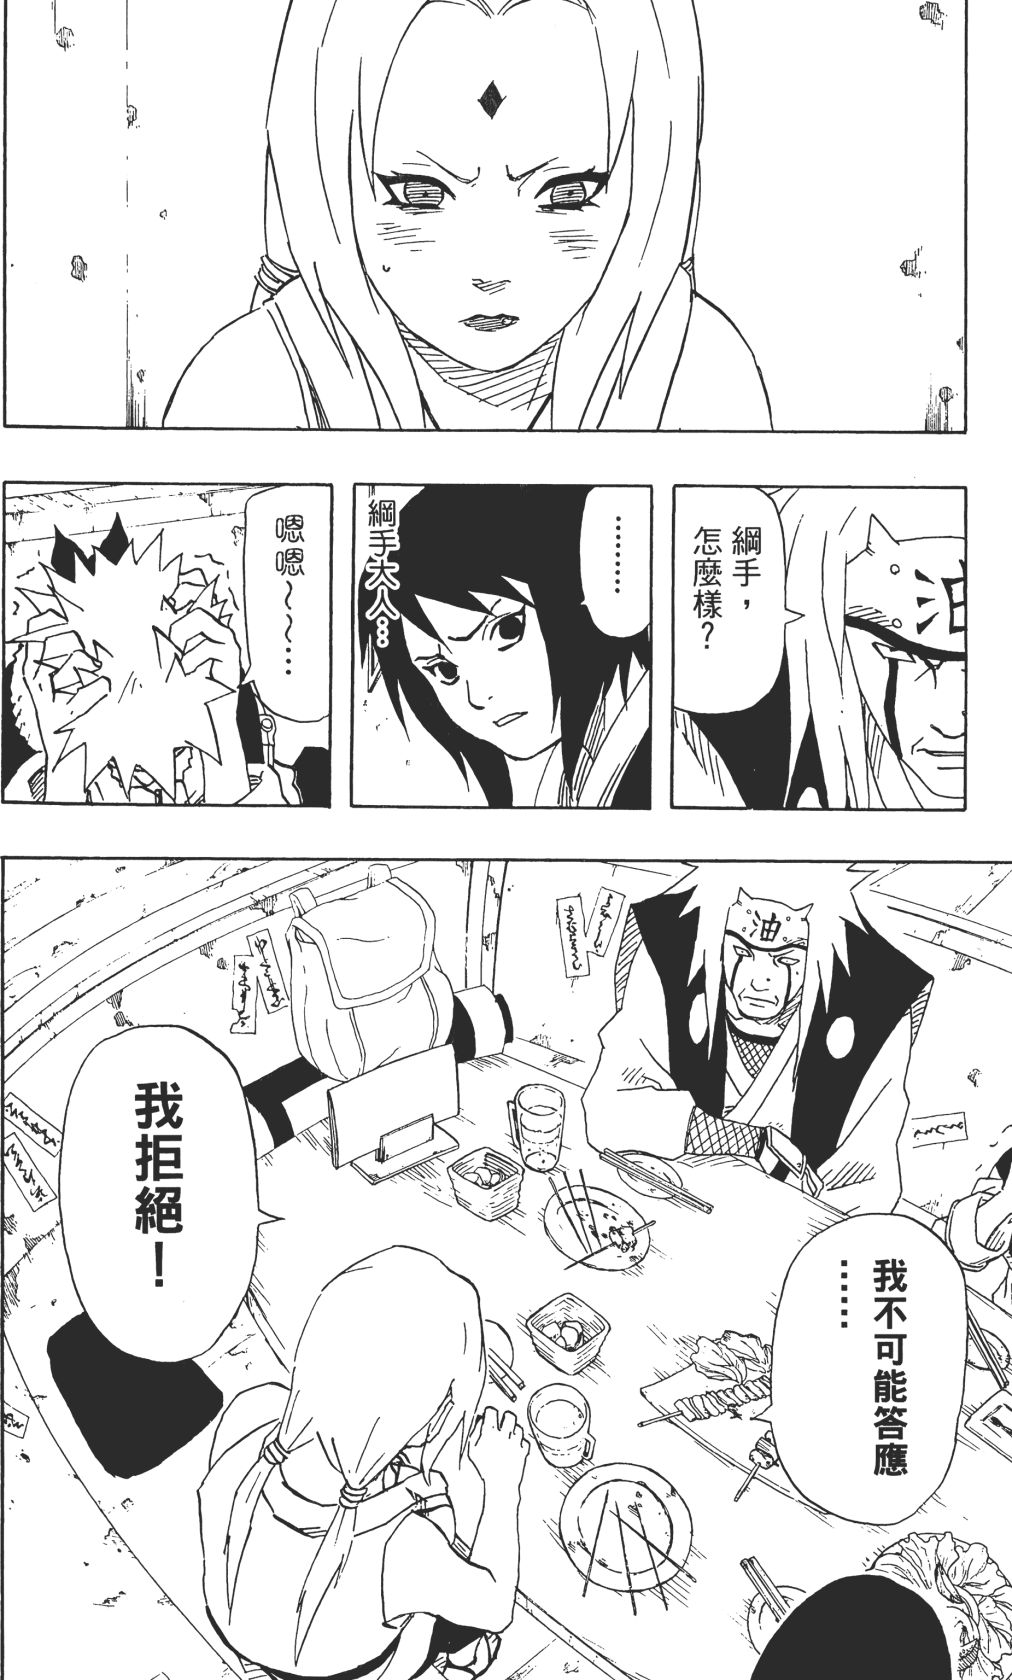 綱手，
怎麼樣？
油
………
綱手大人…
嗯嗯～～…
油
我不可能答應
……
我拒絕！